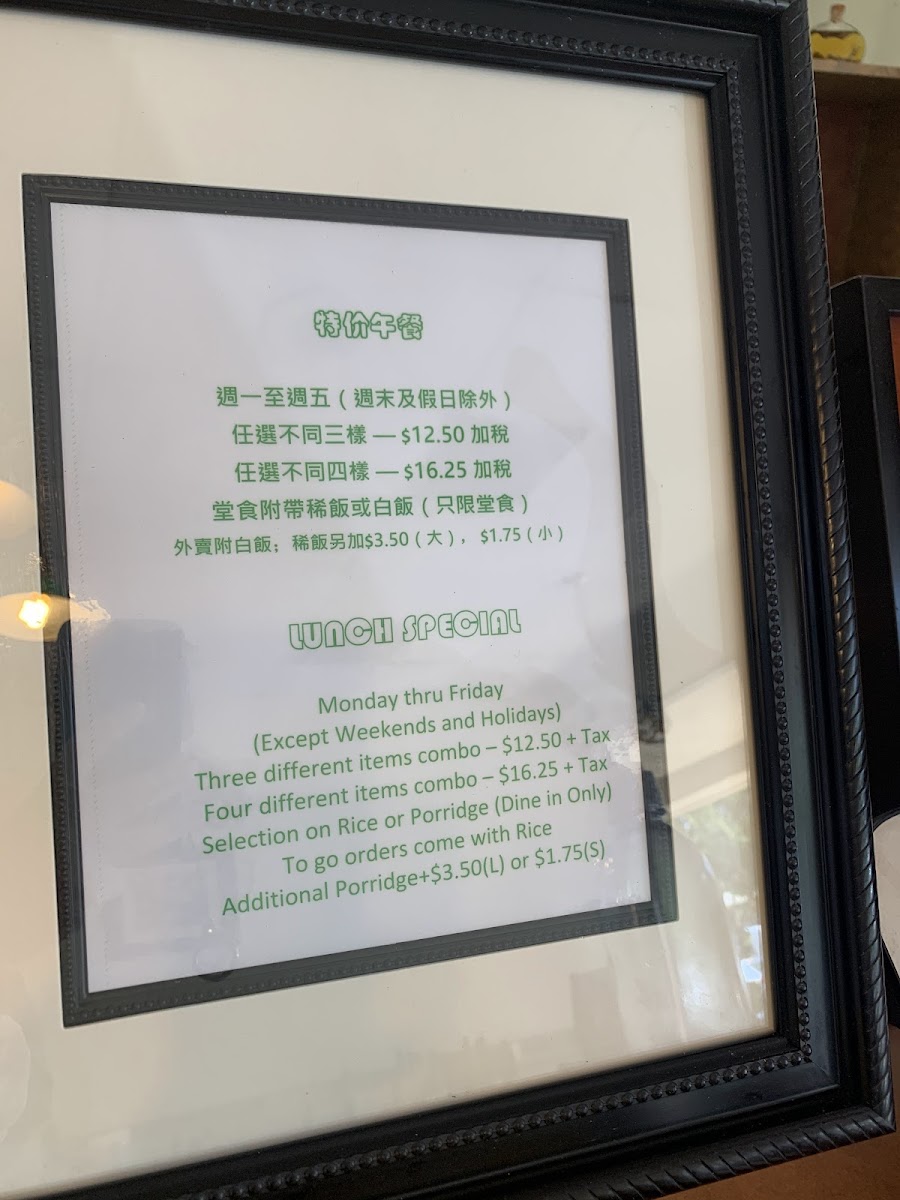 特价午餐
週一至週五（週末及假日除外）
任選不同三樣 — $12.50 加稅
任選不同四樣 — $16.25 加稅
堂食附帶稀飯或白飯（只限堂食）
外賣附白飯；稀飯另加$3.50（大），$1.75（小）
LUNCH SPECIAL
Monday thru Friday
(Except Weekends and Holidays)
Three different items combo – $12.50 + Tax
Four different items combo – $16.25 + Tax
Selection on Rice or Porridge (Dine in Only)
To go orders come with Rice
Additional Porridge+$3.50(L) or $1.75(S)